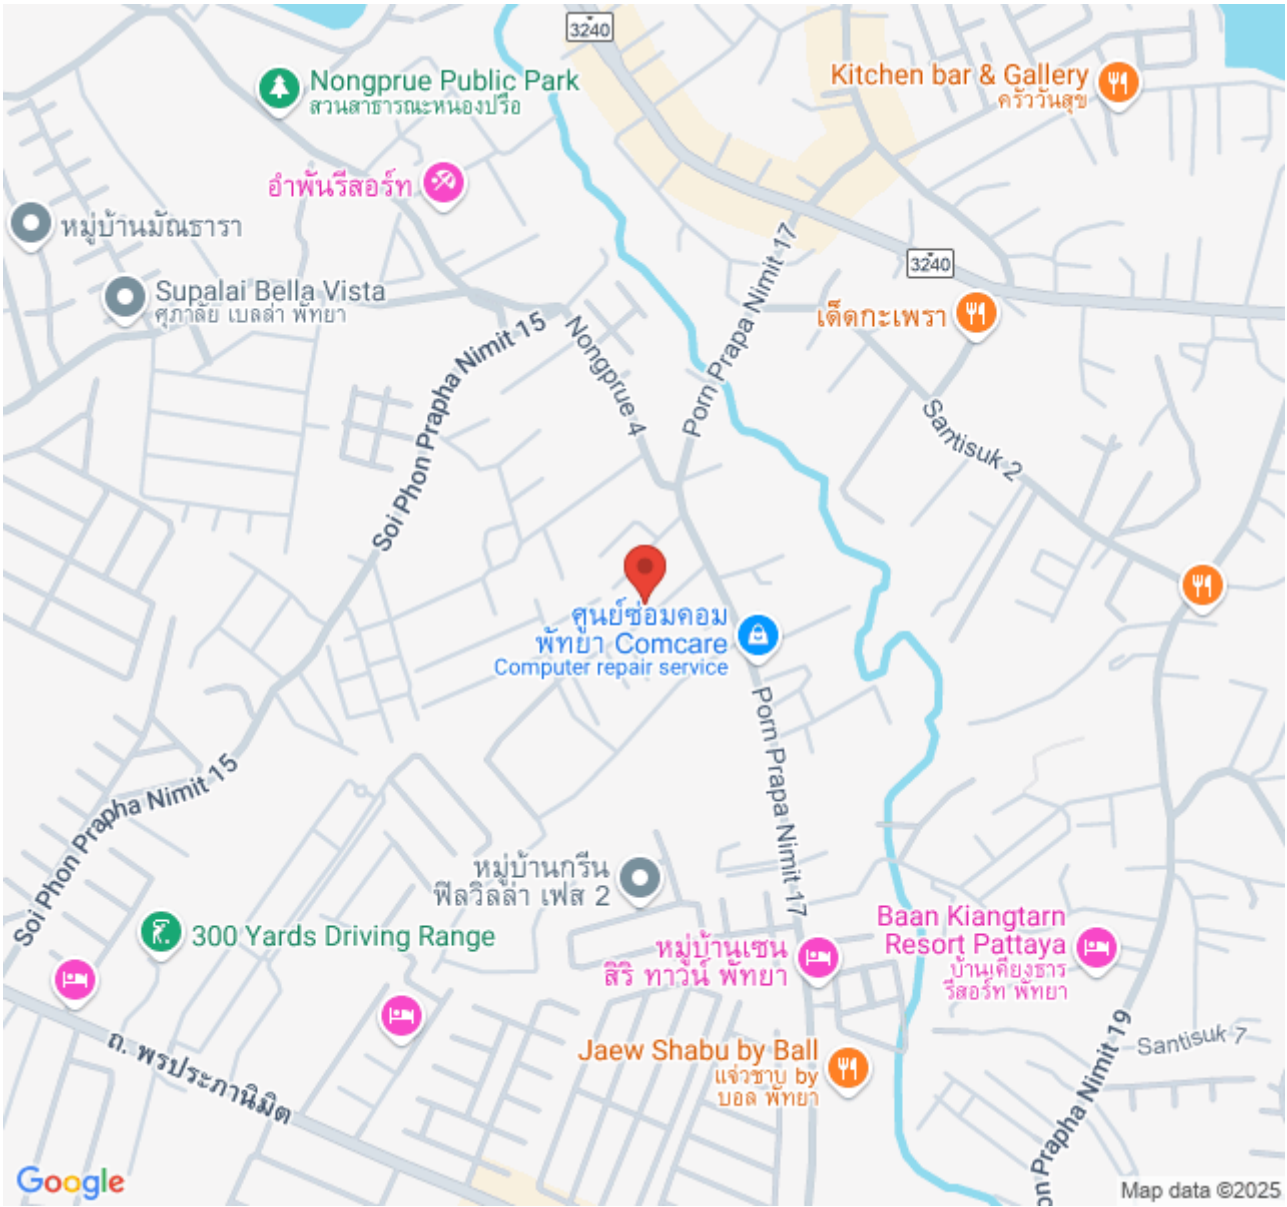 3240
Kitchen bar & Gallery
ครัววันสุข
Nongprue Public Park
สวนสาธารณะหนองปรือ
อำพันรีสอร์ท
หมู่บ้านมัณธารา
Supalai Bella Vista
ศุภาลัย เบลล่า พัทยา
3240
Porn Prapa Nimit 17
เด็ดกะเพรา
Soi Phon Prapha Nimit 15
Nongprue 4
Santisuk 2
ศูนย์ซ่อมคอม
พัทยา Comcare
Computer repair service
Porn Prapa Nimit 17
Soi Phon Prapha Nimit 15
หมู่บ้านกรีน
ฟิลวิลล่า เฟส 2
300 Yards Driving Range
หมู่บ้านเซน
สิริ ทาวน์ พัทยา
Baan Kiangtarn
Resort Pattaya
บ้านเคียงธาร
รีสอร์ท พัทยา
ถ. พรประภานิมิต
Jaew Shabu by Ball
แจ่วชาบู by
บอล พัทยา
Santisuk 7
on Prapha Nimit 19
Google
Map data ©2025